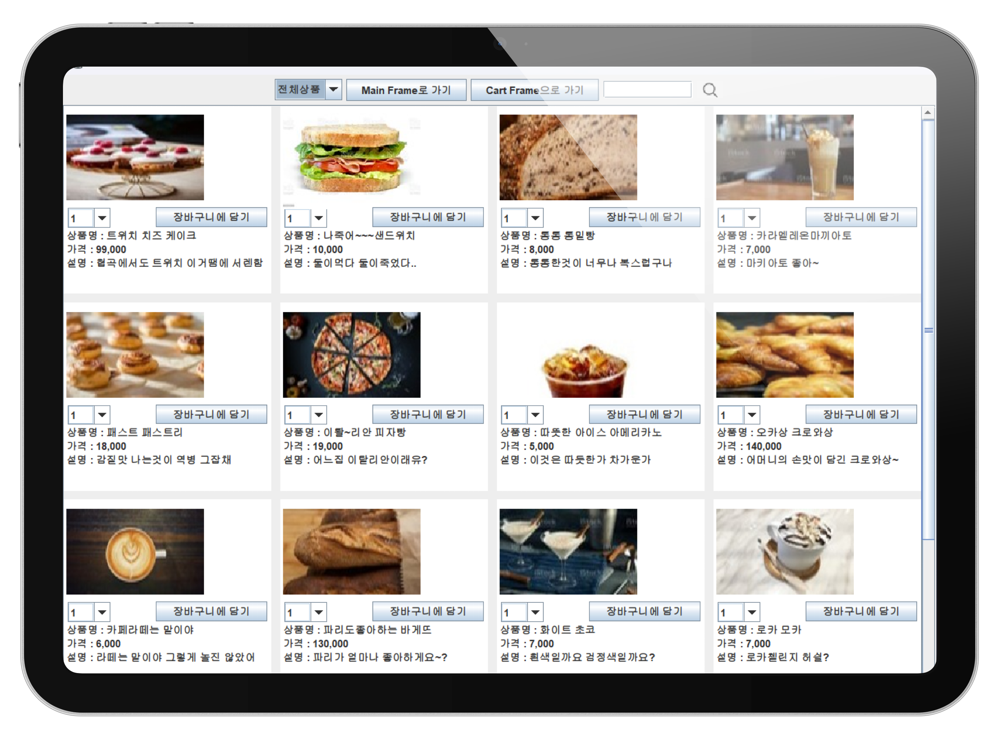 전체상품 Main Frame로 가기 Cart Frame으로 가기
1 장바구니에 담기
상품명 : 트위치 치즈 케이크
가격 : 99,000
설명 : 협곡에서도 트위치 이거땜에 서렌함
1 장바구니에 담기
상품명 : 나죽어~~~샌드위치
가격 : 10,000
설명 : 둘이먹다 둘이죽었다..
1 장바구니에 담기
상품명 : 통통 통밀빵
가격 : 8,000
설명 : 통통한것이 너무나 복스럽구나
1 장바구니에 담기
상품명 : 카라멜레온마끼아토
가격 : 7,000
설명 : 마키아토 좋아~
1 장바구니에 담기
상품명 : 패스트 패스트리
가격 : 18,000
설명 : 감질맛 나는것이 역병 그잡채
1 장바구니에 담기
상품명 : 이탈~리안 피자빵
가격 : 19,000
설명 : 어느집 이탈리안이래유?
1 장바구니에 담기
상품명 : 따뜻한 아이스 아메리카노
가격 : 5,000
설명 : 이것은 따듯한가 차가운가
1 장바구니에 담기
상품명 : 오카상 크로와상
가격 : 140,000
설명 : 어머니의 손맛이 담긴 크로와상~
1 장바구니에 담기
상품명 : 카페라떼는 말이야
가격 : 6,000
설명 : 라떼는 말이야 그렇게 놀진 않았어
1 장바구니에 담기
상품명 : 파리도좋아하는 바게뜨
가격 : 130,000
설명 : 파리가 얼마나 좋아하게요~?
1 장바구니에 담기
상품명 : 화이트 초코
가격 : 7,000
설명 : 흰색일까요 검정색일까요?
1 장바구니에 담기
상품명 : 로카 모카
가격 : 7,000
설명 : 로카첼린지 허쉴?